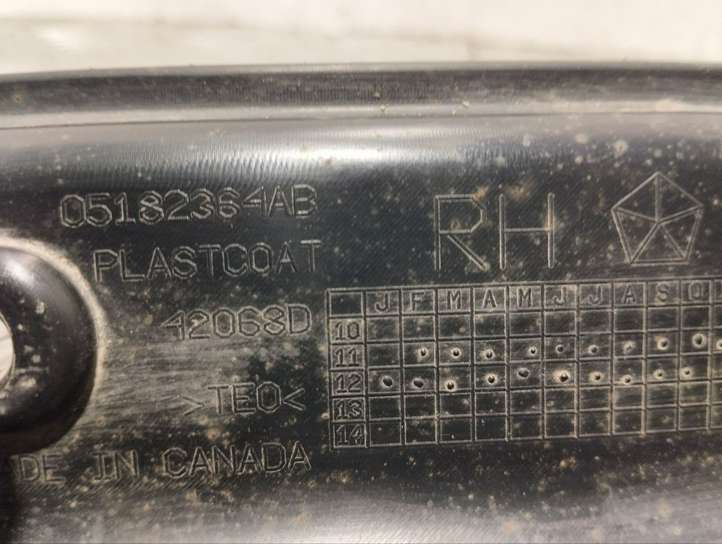 05182364AB
RH
PLASTCOAT
42068D
J F M A M J J A S O
10
11
12
13
14
>TEO<
DE IN CANADA